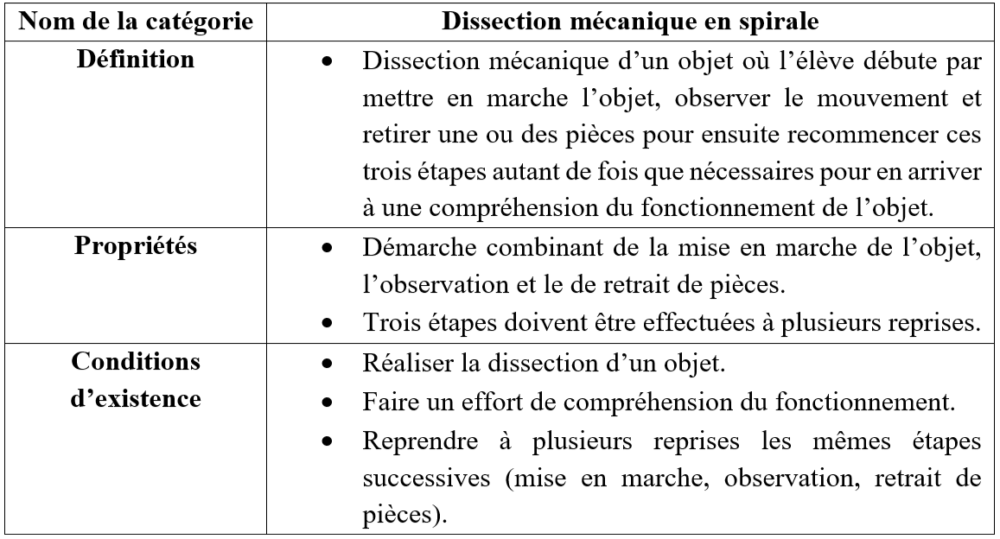 Nom de la catégorie Dissection mécanique en spirale
Définition • Dissection mécanique d’un objet où l’élève débute par
mettre en marche l’objet, observer le mouvement et
retirer une ou des pièces pour ensuite recommencer ces
trois étapes autant de fois que nécessaires pour en arriver
à une compréhension du fonctionnement de l’objet.
Propriétés • Démarche combinant de la mise en marche de l’objet,
l’observation et le de retrait de pièces.
• Trois étapes doivent être effectuées à plusieurs reprises.
Conditions • Réaliser la dissection d’un objet.
d’existence • Faire un effort de compréhension du fonctionnement.
• Reprendre à plusieurs reprises les mêmes étapes
successives (mise en marche, observation, retrait de
pièces).